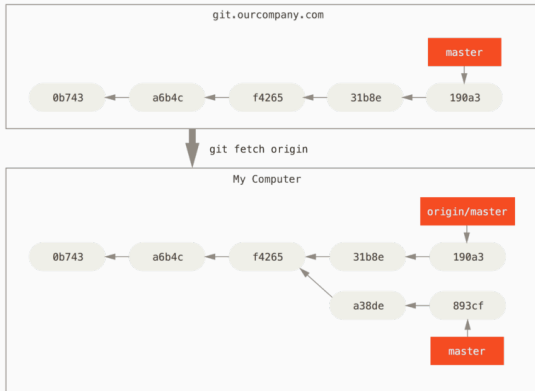 git.ourcompany.com
master
0b743 a6b4c f4265 31b8e 190a3
git fetch origin
My Computer
origin/master
0b743 a6b4c f4265 31b8e 190a3
a38de 893cf
master